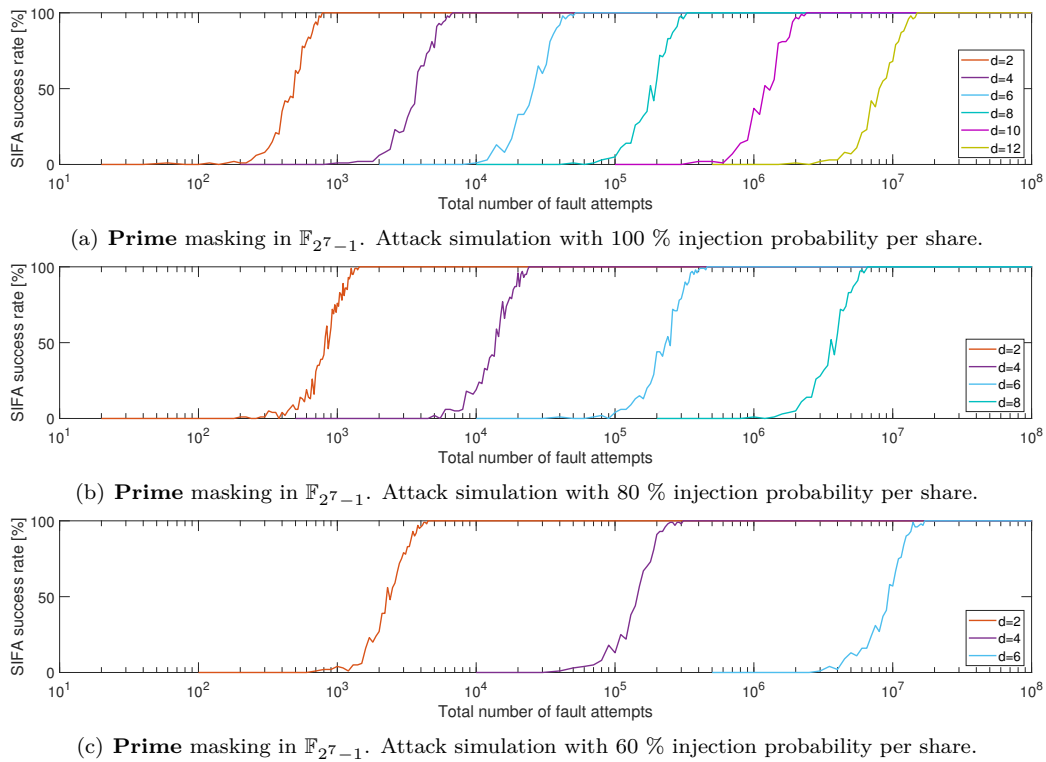 SIFA success rate [%]
100
50
0
d=2
d=4
d=6
d=8
d=10
d=12
10^1 10^2 10^3 10^4 10^5 10^6 10^7 10^8
Total number of fault attempts
(a) Prime masking in 𝔽_{2^7−1}. Attack simulation with 100 % injection probability per share.
SIFA success rate [%]
100
50
0
d=2
d=4
d=6
d=8
10^1 10^2 10^3 10^4 10^5 10^6 10^7 10^8
Total number of fault attempts
(b) Prime masking in 𝔽_{2^7−1}. Attack simulation with 80 % injection probability per share.
SIFA success rate [%]
100
50
0
d=2
d=4
d=6
10^1 10^2 10^3 10^4 10^5 10^6 10^7 10^8
Total number of fault attempts
(c) Prime masking in 𝔽_{2^7−1}. Attack simulation with 60 % injection probability per share.